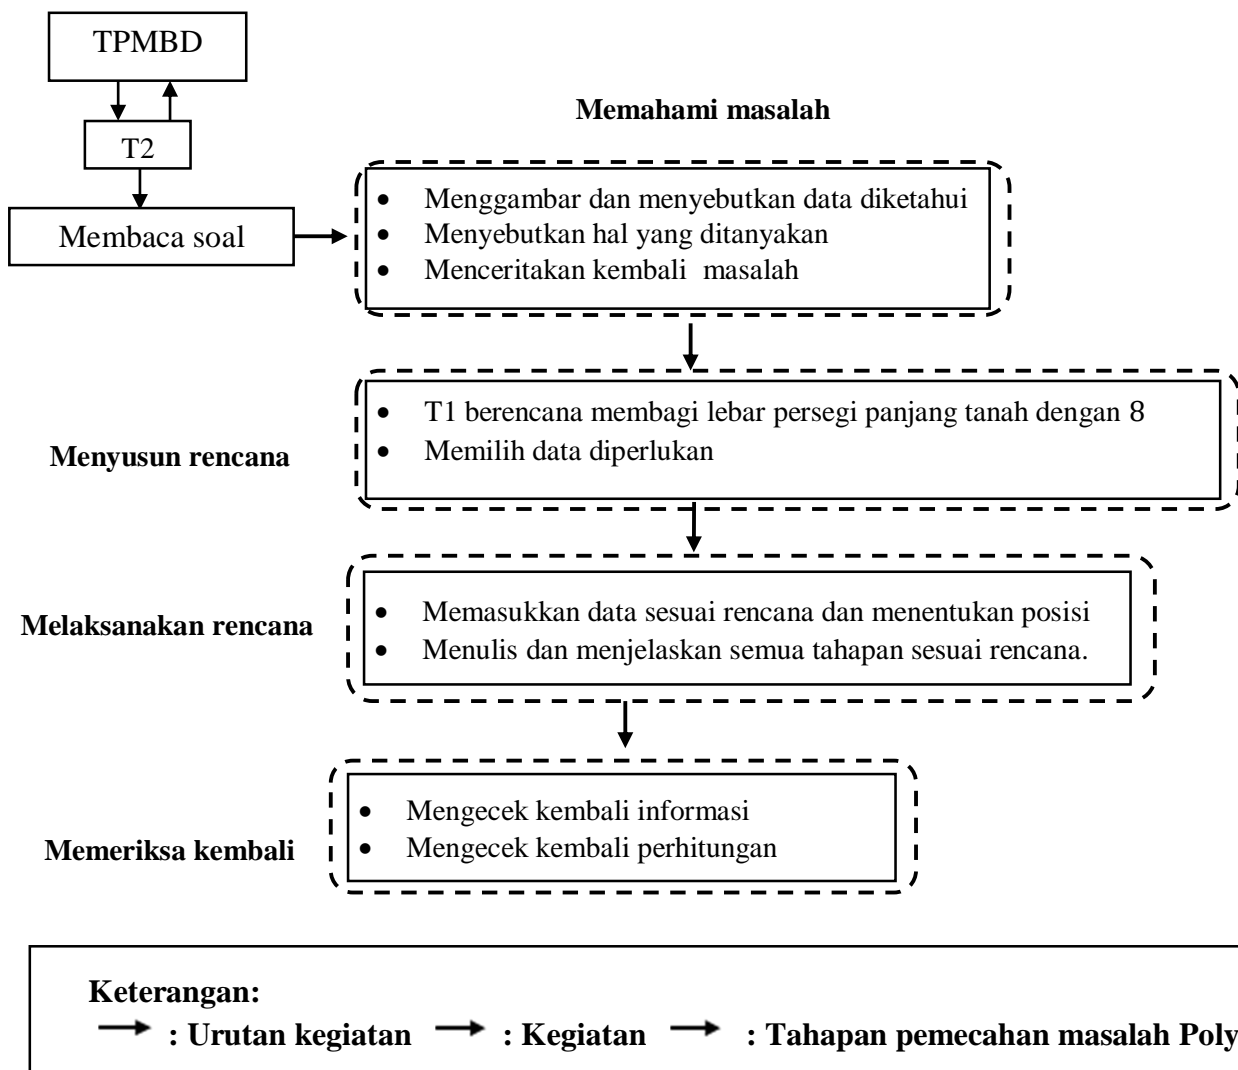 TPMBD
T2
Membaca soal
Memahami masalah
• Menggambar dan menyebutkan data diketahui
• Menyebutkan hal yang ditanyakan
• Menceritakan kembali masalah
Menyusun rencana
• T1 berencana membagi lebar persegi panjang tanah dengan 8
• Memilih data diperlukan
Melaksanakan rencana
• Memasukkan data sesuai rencana dan menentukan posisi
• Menulis dan menjelaskan semua tahapan sesuai rencana.
Memeriksa kembali
• Mengecek kembali informasi
• Mengecek kembali perhitungan
Keterangan:
: Urutan kegiatan : Kegiatan : Tahapan pemecahan masalah Poly